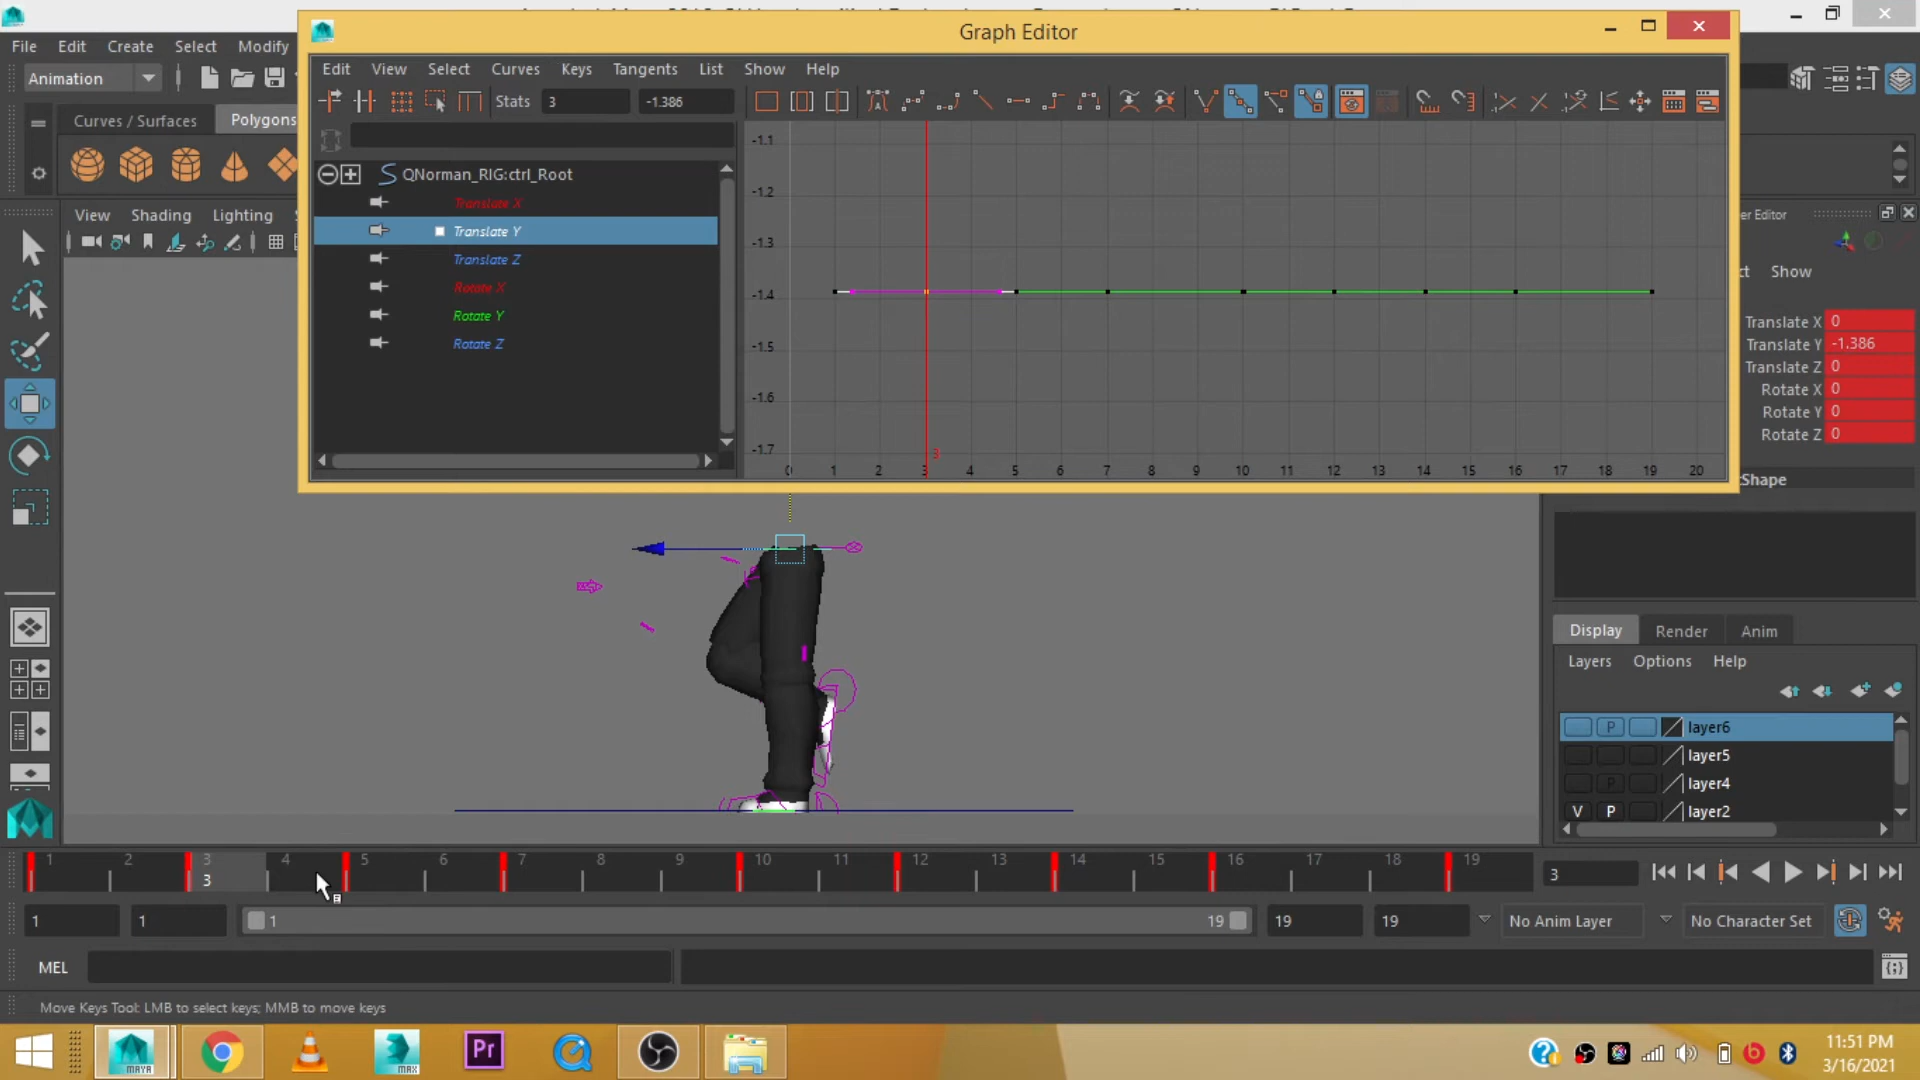 Graph Editor
File Edit Create Select Modify
Edit View Select Curves Keys Tangents List Show Help
Animation
Stats 3 -1.386
Curves / Surfaces Polygons
QNorman_RIG:ctrl_Root
Translate X
Translate Y
Translate Z
Rotate X
Rotate Y
Rotate Z
-1.1
-1.2
-1.3
-1.4
-1.5
-1.6
-1.7
3
0 1 2 3 4 5 6 7 8 9 10 11 12 13 14 15 16 17 18 19 20
View Shading Lighting
er Editor
ct Show
Translate X 0
Translate Y -1.386
Translate Z 0
Rotate X 0
Rotate Y 0
Rotate Z 0
Shape
Display Render Anim
Layers Options Help
P layer6
layer5
P layer4
V P layer2
1 2 3 4 5 6 7 8 9 10 11 12 13 14 15 16 17 18 19
3
3
1 1 1 19 19 19 No Anim Layer No Character Set
MEL
Move Keys Tool: LMB to select keys; MMB to move keys
MAYA MAX Pr
11:51 PM
3/16/2021